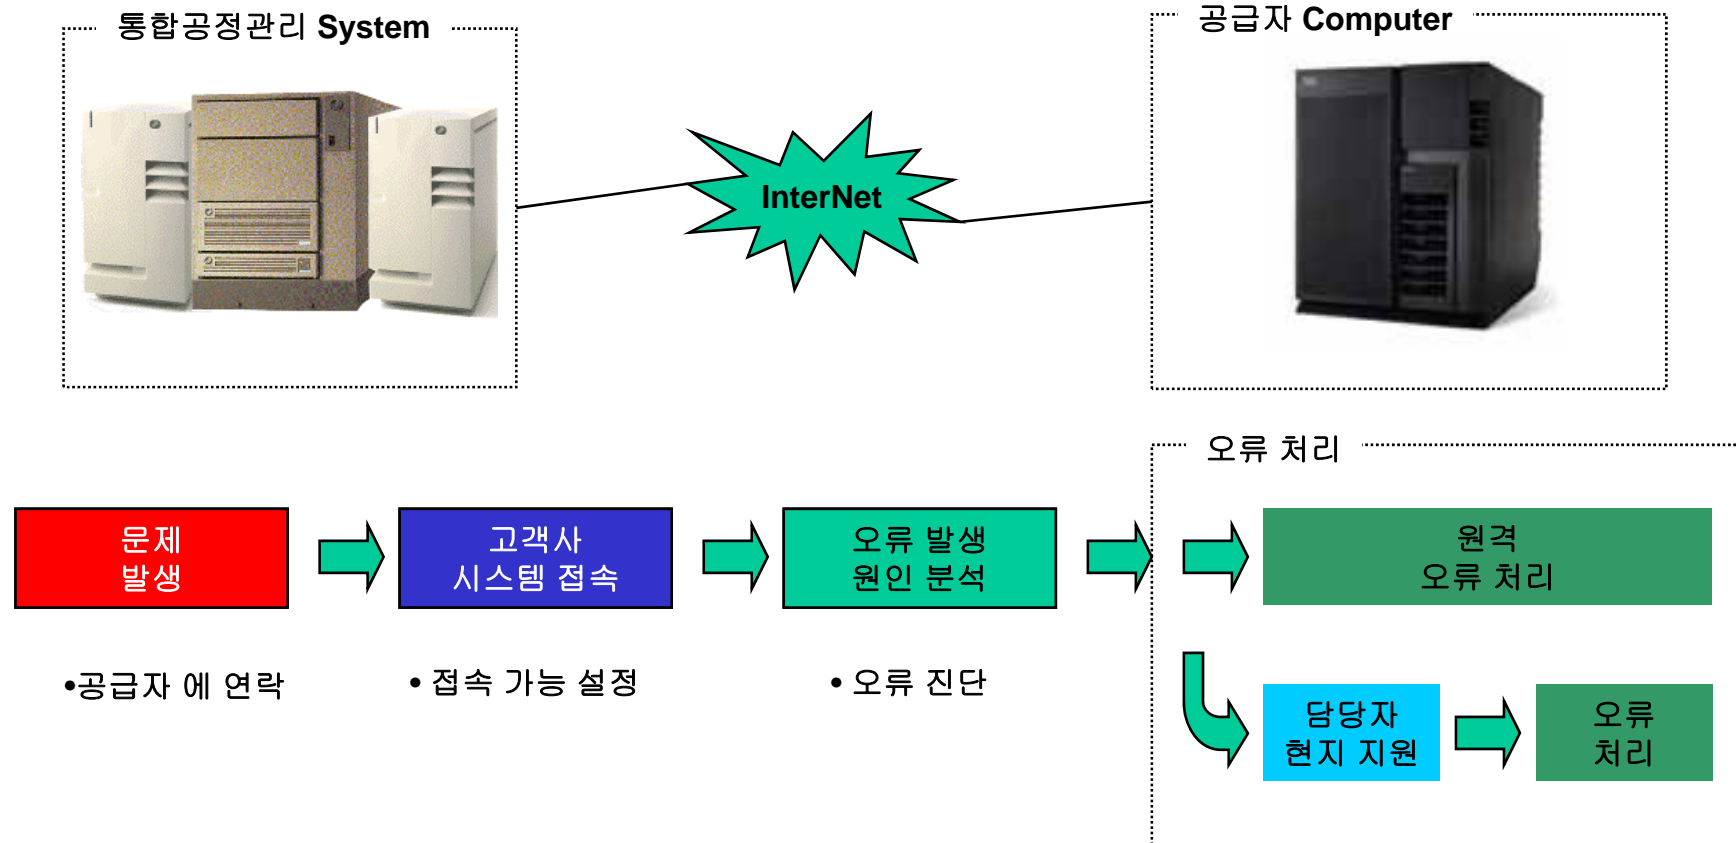 통합공정관리 System
공급자 Computer
InterNet
오류 처리
문제
발생
고객사
시스템 접속
오류 발생
원인 분석
원격
오류 처리
•공급자 에 연락
• 접속 가능 설정
• 오류 진단
담당자
현지 지원
오류
처리